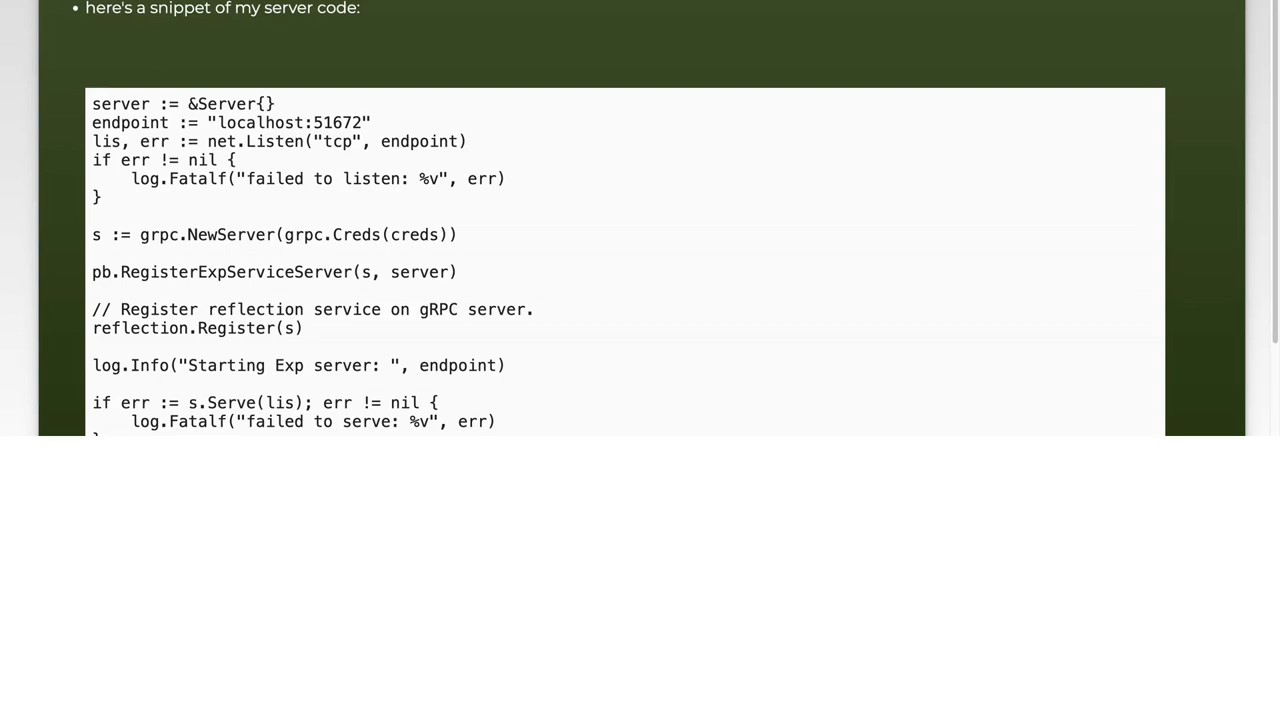 • here's a snippet of my server code:
server := &Server{}
endpoint := "localhost:51672"
lis, err := net.Listen("tcp", endpoint)
if err != nil {
    log.Fatalf("failed to listen: %v", err)
}
s := grpc.NewServer(grpc.Creds(creds))
pb.RegisterExpServiceServer(s, server)
// Register reflection service on gRPC server.
reflection.Register(s)
log.Info("Starting Exp server: ", endpoint)
if err := s.Serve(lis); err != nil {
    log.Fatalf("failed to serve: %v", err)